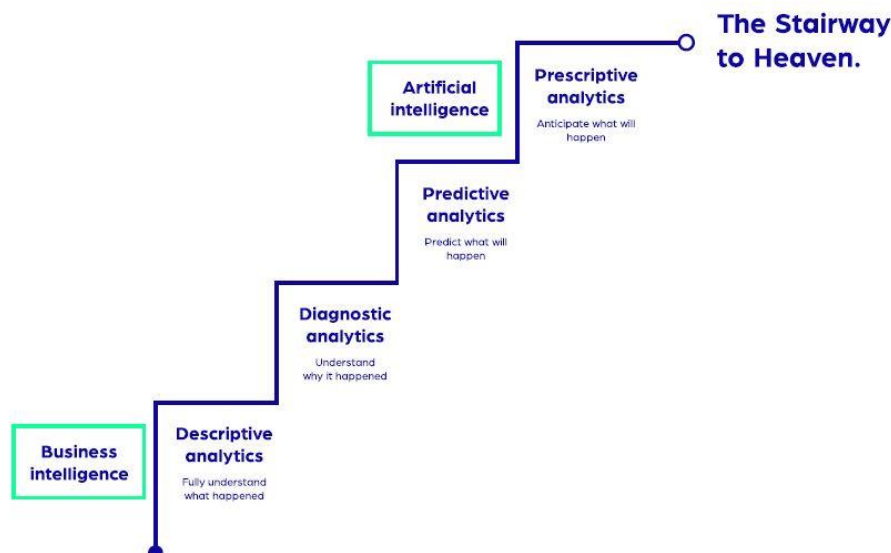 The Stairway
to Heaven.
Artificial
intelligence
Prescriptive
analytics
Anticipate what will
happen
Predictive
analytics
Predict what will
happen
Diagnostic
analytics
Understand
why it happened
Business
intelligence
Descriptive
analytics
Fully understand
what happened